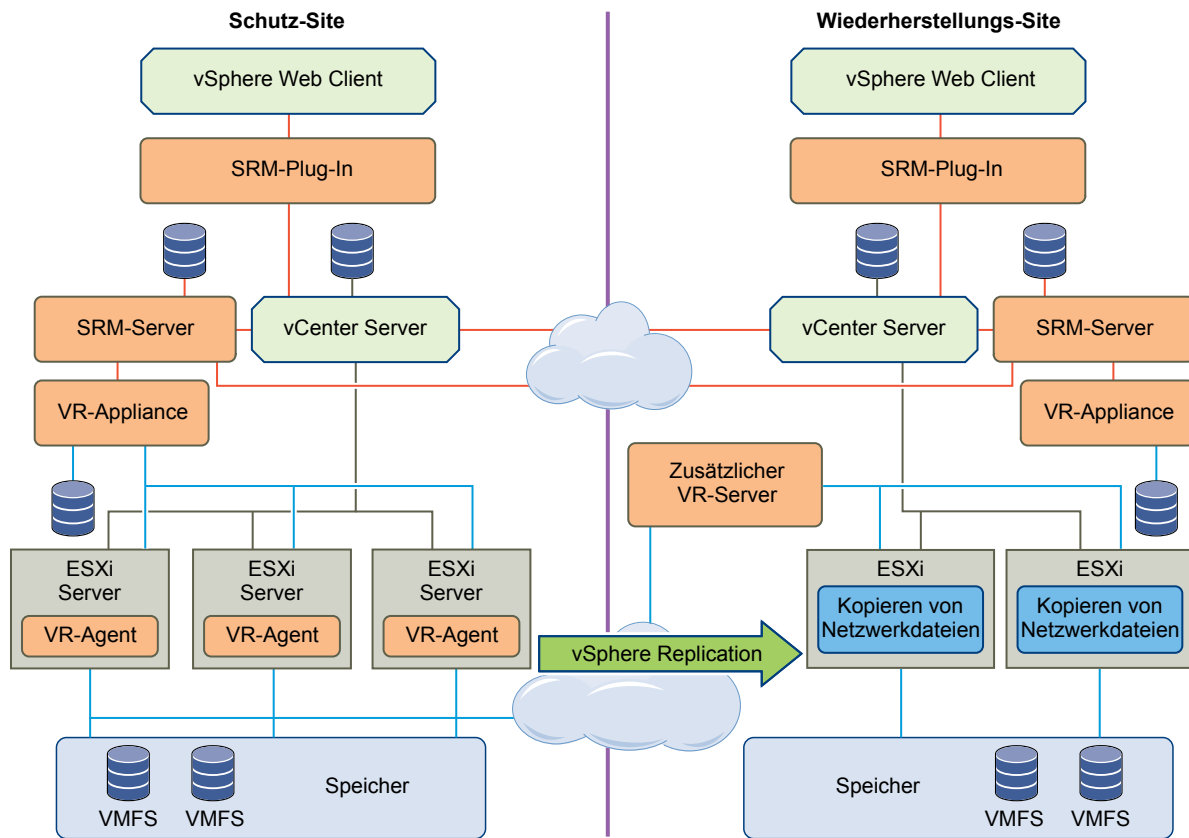 Schutz-Site
Wiederherstellungs-Site
vSphere Web Client
vSphere Web Client
SRM-Plug-In
SRM-Plug-In
SRM-Server
vCenter Server
vCenter Server
SRM-Server
VR-Appliance
VR-Appliance
Zusätzlicher
VR-Server
ESXi
Server
VR-Agent
ESXi
Server
VR-Agent
ESXi
Server
VR-Agent
vSphere Replication
ESXi
Kopieren von
Netzwerkdateien
ESXi
Kopieren von
Netzwerkdateien
Speicher
VMFS
VMFS
Speicher
VMFS
VMFS